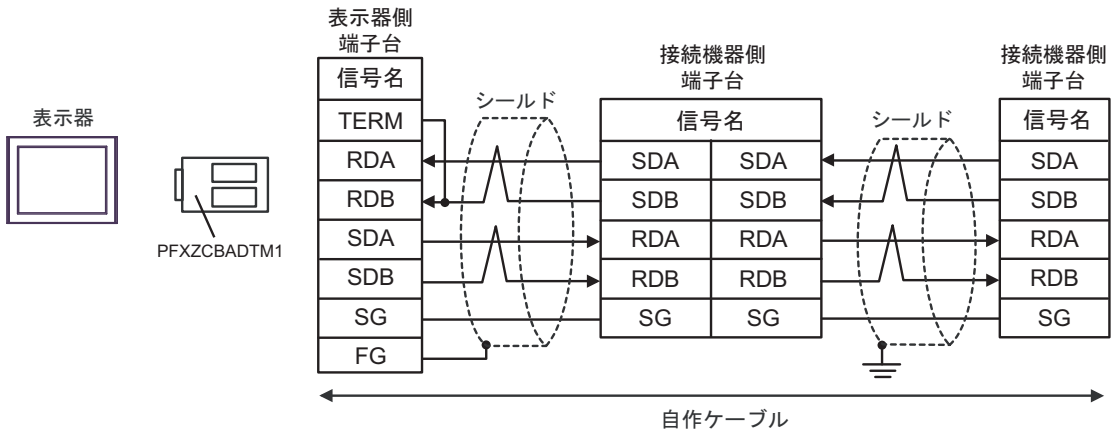 表示器
PFXZCBADTM1
表示器側
端子台
信号名
TERM
RDA
RDB
SDA
SDB
SG
FG
シールド
接続機器側
端子台
信号名
SDA SDA
SDB SDB
RDA RDA
RDB RDB
SG SG
シールド
接続機器側
端子台
信号名
SDA
SDB
RDA
RDB
SG
自作ケーブル